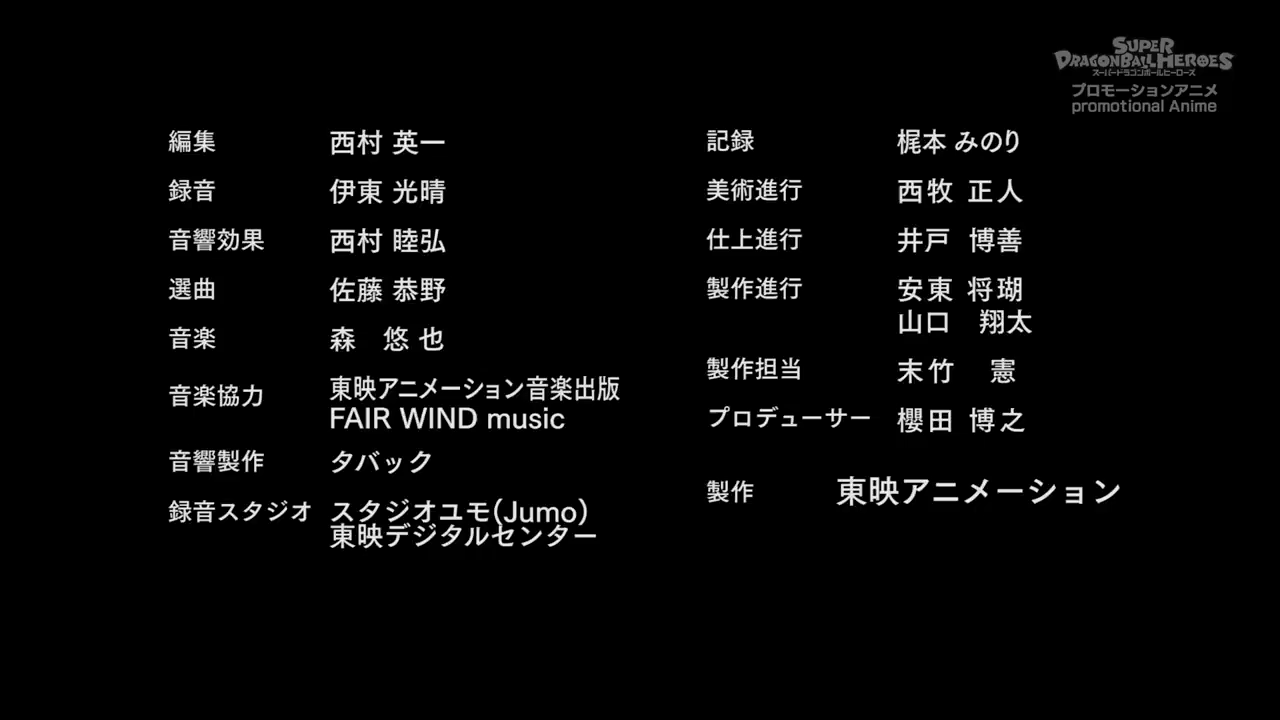 SUPER
DRAGONBALL HEROES
スーパードラゴンボールヒーローズ
プロモーションアニメ
promotional Anime
編集 西村 英一
録音 伊東 光晴
音響効果 西村 睦弘
選曲 佐藤 恭野
音楽 森 悠也
音楽協力 東映アニメーション音楽出版
FAIR WIND music
音響製作 タバック
録音スタジオ スタジオユモ(Jumo)
東映デジタルセンター
記録 梶本 みのり
美術進行 西牧 正人
仕上進行 井戸 博善
製作進行 安東 将瑚
山口 翔太
製作担当 末竹 憲
プロデューサー 櫻田 博之
製作 東映アニメーション